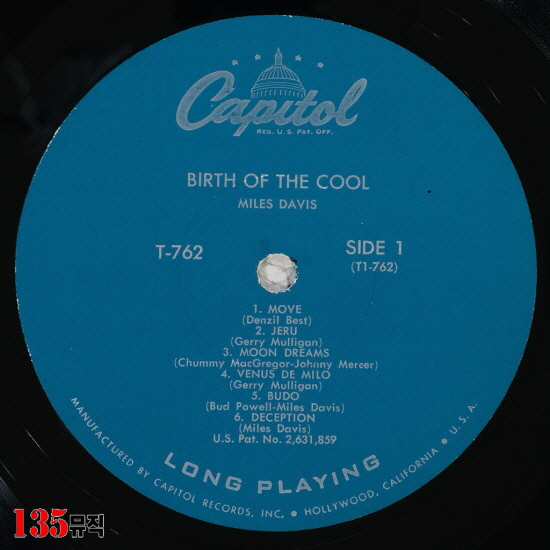 Capitol
REG. U.S. PAT. OFF.
BIRTH OF THE COOL
MILES DAVIS
T-762
SIDE 1
(T1-762)
1. MOVE
(Denzil Best)
2. JERU
(Gerry Mulligan)
3. MOON DREAMS
(Chummy MacGregor-Johnny Mercer)
4. VENUS DE MILO
(Gerry Mulligan)
5. BUDO
(Bud Powell-Miles Davis)
6. DECEPTION
(Miles Davis)
U.S. Pat. No. 2,631,859
LONG PLAYING
MANUFACTURED BY CAPITOL RECORDS, INC. • HOLLYWOOD, CALIFORNIA • U.S.A.
135뮤직